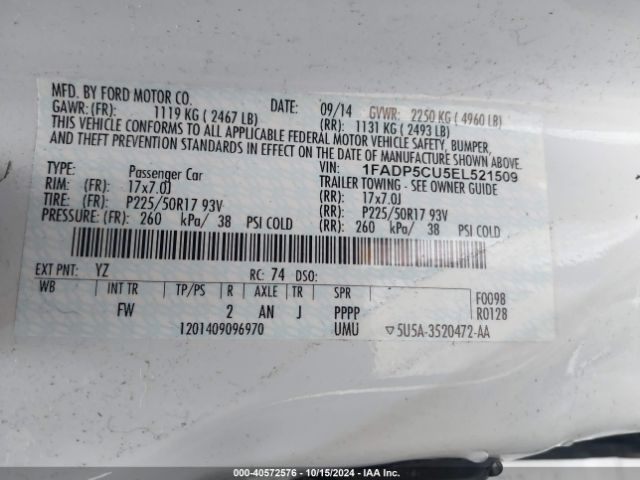 MFD. BY FORD MOTOR CO. DATE: 09/14 GVWR: 2250 KG ( 4960 LB)
GAWR: (FR): 1119 KG ( 2467 LB) (RR): 1131 KG ( 2493 LB)
THIS VEHICLE CONFORMS TO ALL APPLICABLE FEDERAL MOTOR VEHICLE SAFETY, BUMPER,
AND THEFT PREVENTION STANDARDS IN EFFECT ON THE DATE OF MANUFACTURE SHOWN ABOVE.
VIN: 1FADP5CU5EL521509
TYPE: Passenger Car TRAILER TOWING - SEE OWNER GUIDE
RIM: (FR): 17x7.0J (RR): 17x7.0J
TIRE: (FR): P225/50R17 93V (RR): P225/50R17 93V
PRESSURE: (FR): 260 kPa/ 38 PSI COLD (RR): 260 kPa/ 38 PSI COLD
EXT PNT: YZ RC: 74 DSO:
WB INT TR TP/PS R AXLE TR SPR F0098
FW 2 AN J PPPP R0128
1201409096970 UMU ▽5U5A-3520472-AA
000-40572576 - 10/15/2024 - IAA Inc.